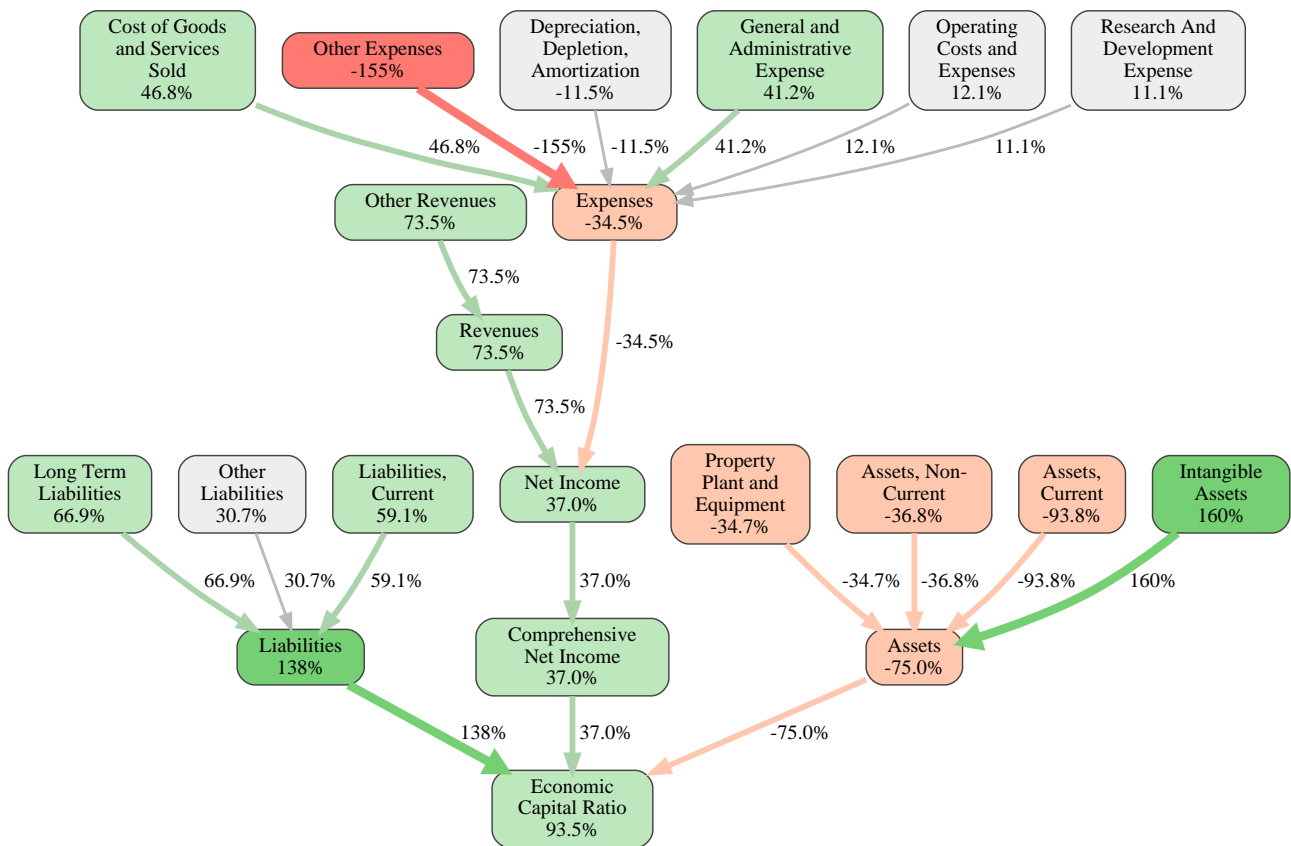 Cost of Goods
and Services
Sold
46.8%
Other Expenses
-155%
Depreciation,
Depletion,
Amortization
-11.5%
General and
Administrative
Expense
41.2%
Operating
Costs and
Expenses
12.1%
Research And
Development
Expense
11.1%
46.8%
-155%
-11.5%
41.2%
12.1%
11.1%
Other Revenues
73.5%
Expenses
-34.5%
73.5%
Revenues
73.5%
-34.5%
73.5%
Long Term
Liabilities
66.9%
Other
Liabilities
30.7%
Liabilities,
Current
59.1%
Net Income
37.0%
Property
Plant and
Equipment
-34.7%
Assets, Non-
Current
-36.8%
Assets,
Current
-93.8%
Intangible
Assets
160%
66.9%
30.7%
59.1%
37.0%
-34.7%
-36.8%
-93.8%
160%
Liabilities
138%
Comprehensive
Net Income
37.0%
Assets
-75.0%
138%
37.0%
-75.0%
Economic
Capital Ratio
93.5%